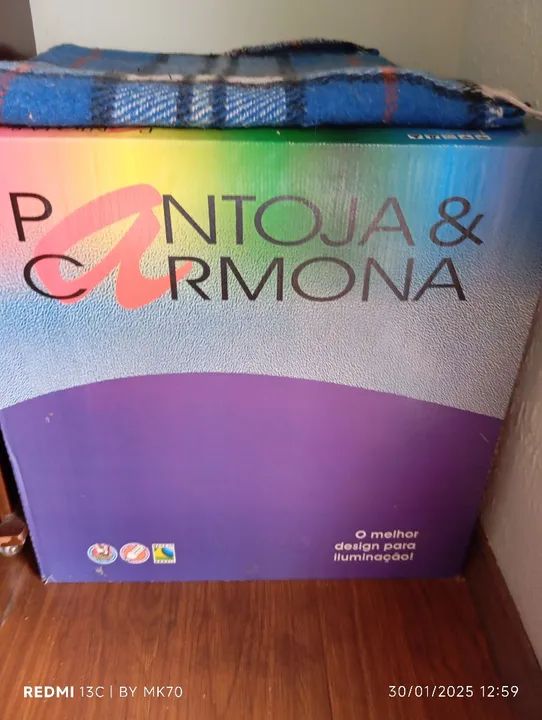 PANTOJA &
CARMONA
O melhor
design para
iluminação!
REDMI 13C | BY MK70
30/01/2025 12:59